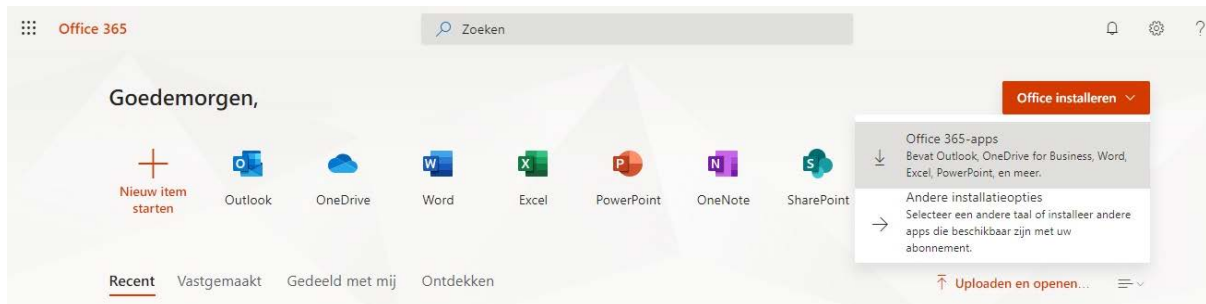 Office 365
Zoeken
?
Goedemorgen,
Office installeren
Office 365-apps
Bevat Outlook, OneDrive for Business, Word,
Excel, PowerPoint, en meer.
Andere installatieopties
Selecteer een andere taal of installeer andere
apps die beschikbaar zijn met uw
abonnement.
Nieuw item
starten
Outlook
OneDrive
Word
Excel
PowerPoint
OneNote
SharePoint
Recent
Vastgemaakt
Gedeeld met mij
Ontdekken
Uploaden en openen...